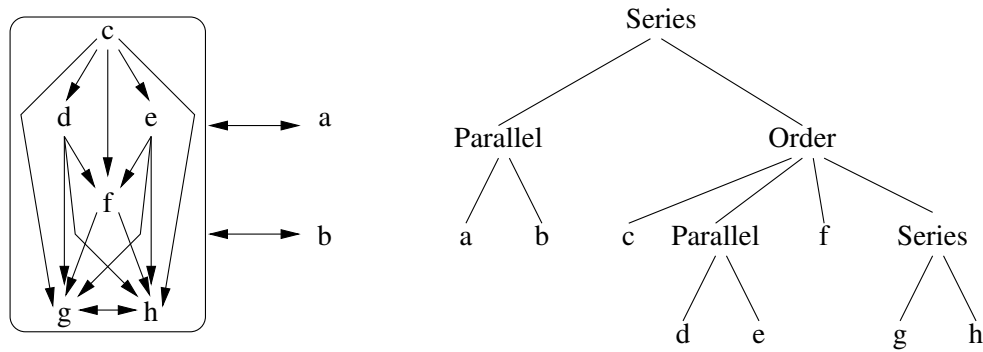 c
d e
f
g h
a
b
Series
Parallel Order
a b c Parallel f Series
d e g h